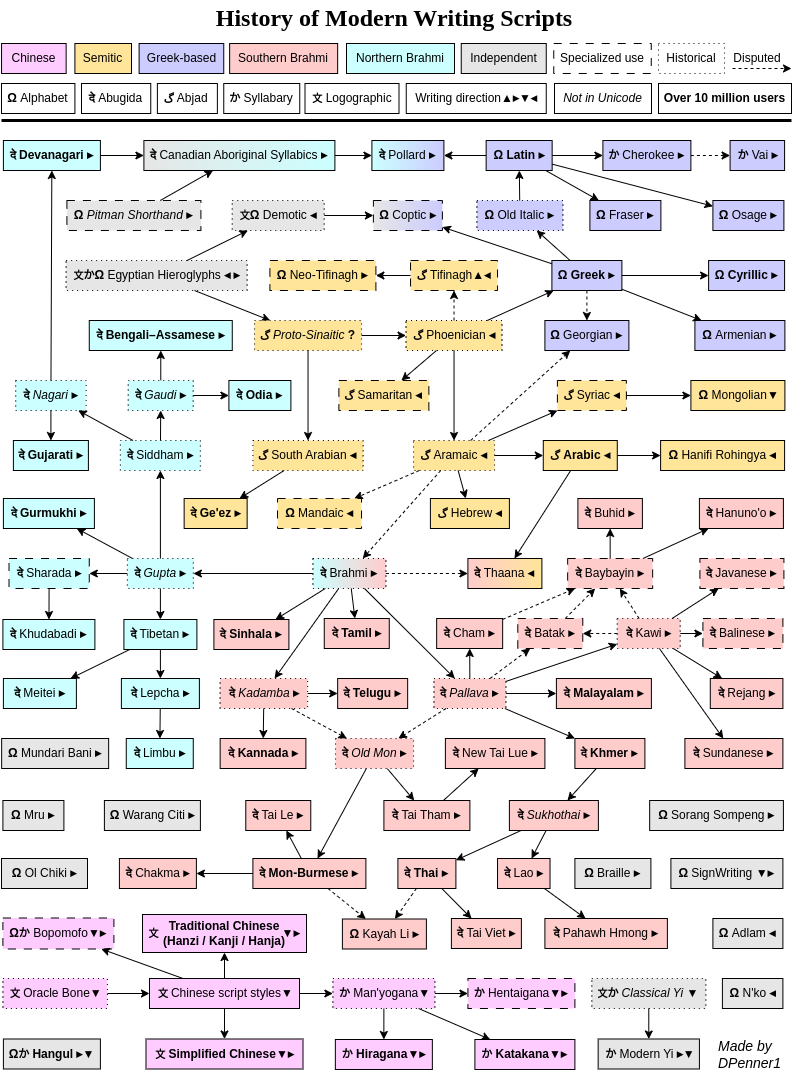 History of Modern Writing Scripts
Chinese Semitic Greek-based Southern Brahmi Northern Brahmi Independent Specialized use Historical Disputed
Ω Alphabet दे Abugida گ Abjad か Syllabary 文 Logographic Writing direction▲▶▼◀ Not in Unicode Over 10 million users
दे Devanagari ▶ दे Canadian Aboriginal Syllabics ▶ दे Pollard ▶ Ω Latin ▶ か Cherokee ▶ か Vai ▶
Ω Pitman Shorthand ▶ 文Ω Demotic ◀ Ω Coptic ▶ Ω Old Italic ▶ Ω Fraser ▶ Ω Osage ▶
文かΩ Egyptian Hieroglyphs ◀▶ Ω Neo-Tifinagh ▶ گ Tifinagh▲◀ Ω Greek ▶ Ω Cyrillic ▶
दे Bengali–Assamese ▶ گ Proto-Sinaitic ? گ Phoenician ◀ Ω Georgian ▶ Ω Armenian ▶
दे Nagari ▶ दे Gaudi ▶ दे Odia ▶ گ Samaritan ◀ گ Syriac ◀ Ω Mongolian▼
दे Gujarati ▶ दे Siddham ▶ گ South Arabian ◀ گ Aramaic ◀ گ Arabic ◀ Ω Hanifi Rohingya ◀
दे Gurmukhi ▶ दे Ge'ez ▶ Ω Mandaic ◀ گ Hebrew ◀ दे Buhid ▶ दे Hanuno'o ▶
दे Sharada ▶ दे Gupta ▶ दे Brahmi ▶ दे Thaana ◀ दे Baybayin ▶ दे Javanese ▶
दे Khudabadi ▶ दे Tibetan ▶ दे Sinhala ▶ दे Tamil ▶ दे Cham ▶ दे Batak ▶ दे Kawi ▶ दे Balinese ▶
दे Meitei ▶ दे Lepcha ▶ दे Kadamba ▶ दे Telugu ▶ दे Pallava ▶ दे Malayalam ▶ दे Rejang ▶
Ω Mundari Bani ▶ दे Limbu ▶ दे Kannada ▶ दे Old Mon ▶ दे New Tai Lue ▶ दे Khmer ▶ दे Sundanese ▶
Ω Mru ▶ Ω Warang Citi ▶ दे Tai Le ▶ दे Tai Tham ▶ दे Sukhothai ▶ Ω Sorang Sompeng ▶
Ω Ol Chiki ▶ दे Chakma ▶ दे Mon-Burmese ▶ दे Thai ▶ दे Lao ▶ Ω Braille ▶ Ω SignWriting ▼▶
Ωか Bopomofo▼▶ 文 Traditional Chinese
(Hanzi / Kanji / Hanja)▼▶ Ω Kayah Li ▶ दे Tai Viet ▶ दे Pahawh Hmong ▶ Ω Adlam ◀
文 Oracle Bone▼ 文 Chinese script styles▼ か Man'yogana ▼ か Hentaigana▼▶ 文か Classical Yi ▼ Ω N'ko ◀
Ωか Hangul ▶▼ 文 Simplified Chinese▼▶ か Hiragana▼▶ か Katakana▼▶ か Modern Yi ▶▼ Made by
DPenner1